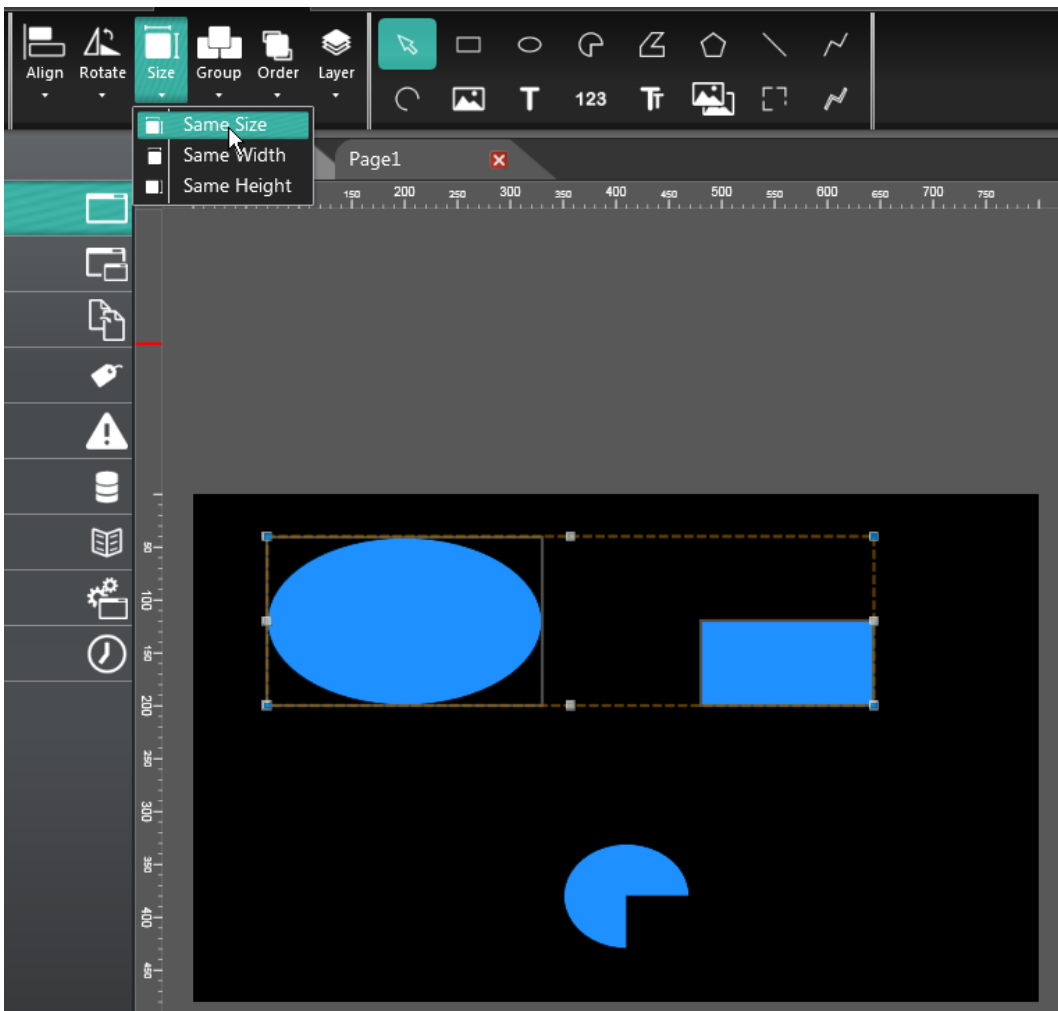 Align Rotate Size Group Order Layer
123 T TT
Same Size
Same Width
Same Height
Page1
150 200 250 300 350 400 450 500 550 600 650 700 750
50
100
150
200
250
300
350
400
450